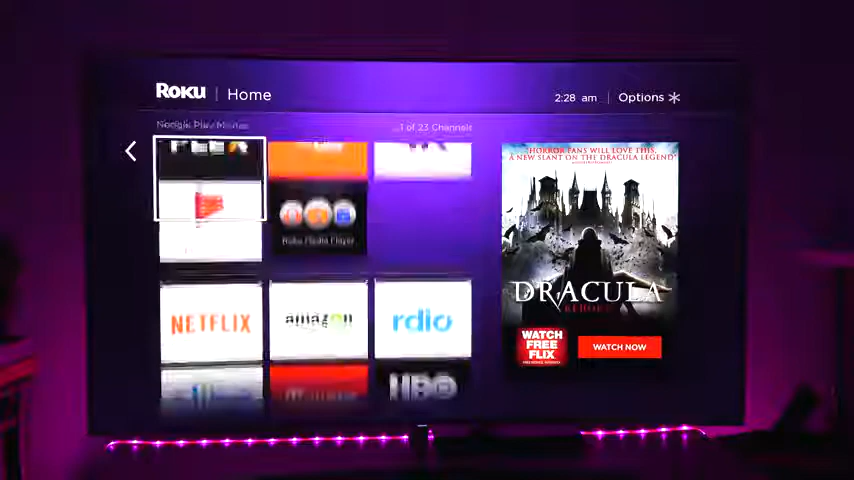 Roku | Home
2:28 am | Options
1 of 23 Channels
"HORROR FANS WILL LOVE THIS,
A NEW SLANT ON THE DRACULA LEGEND"
Roku Media Player
NETFLIX
amazon
rdio
DRACULA
REBORN
WATCH
FREE
FLIX
WATCH NOW
HBO